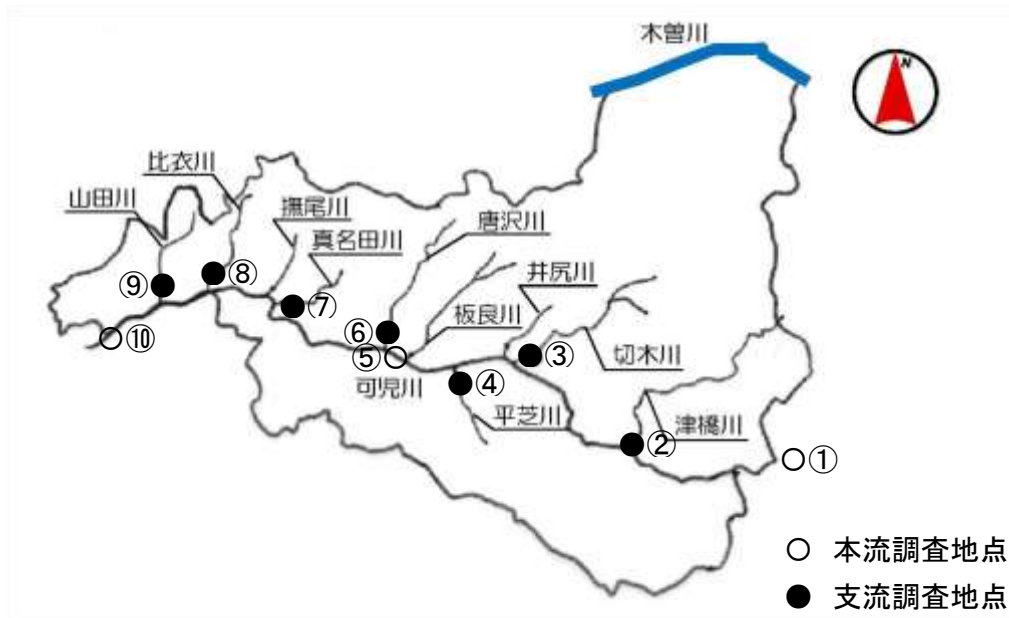 木曽川
N
比衣川
山田川
撫尾川
唐沢川
真名田川
井尻川
⑧
⑨
⑦
板良川
⑥
⑩
⑤
③
切木川
可児川
④
平芝川
津橋川
②
①
○ 本流調査地点
● 支流調査地点